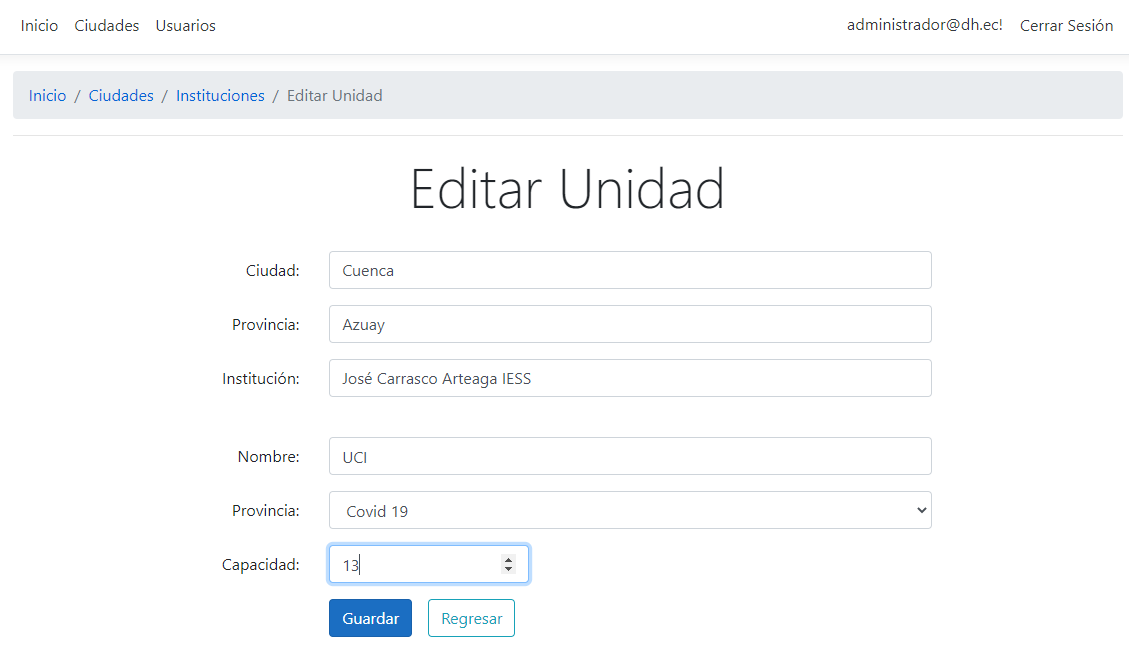 Inicio Ciudades Usuarios administrador@dh.ec! Cerrar Sesión
Inicio / Ciudades / Instituciones / Editar Unidad
Editar Unidad
Ciudad: Cuenca
Provincia: Azuay
Institución: José Carrasco Arteaga IESS
Nombre: UCI
Provincia: Covid 19
Capacidad: 13
Guardar Regresar